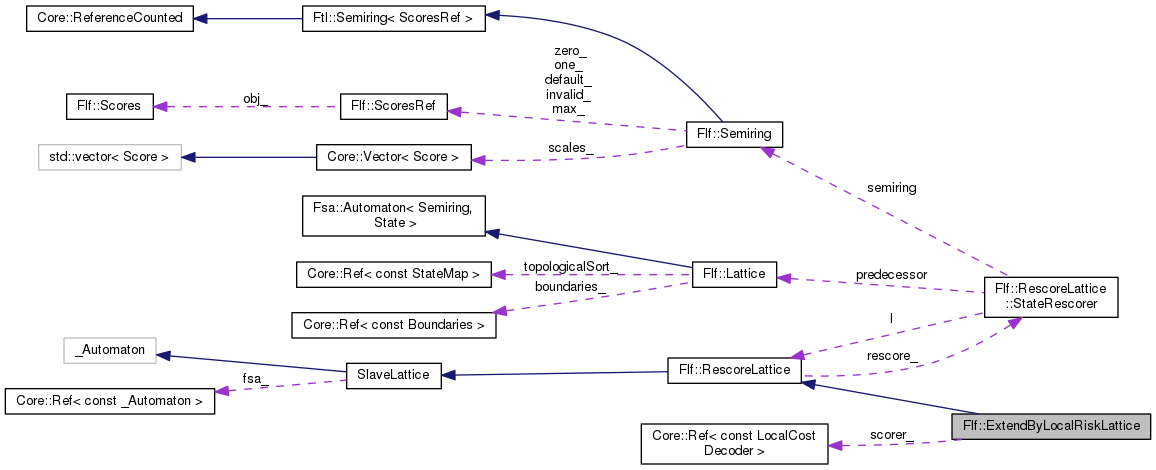 Core::ReferenceCounted
Ftl::Semiring< ScoresRef >
zero_
one_
default_
invalid_
max_
Flf::Scores
obj_
Flf::ScoresRef
Flf::Semiring
std::vector< Score >
Core::Vector< Score >
scales_
semiring
Fsa::Automaton< Semiring,
State >
Core::Ref< const StateMap >
topologicalSort_
Flf::Lattice
predecessor
boundaries_
Flf::RescoreLattice
::StateRescorer
Core::Ref< const Boundaries >
l
_Automaton
rescore_
SlaveLattice
Flf::RescoreLattice
fsa_
Core::Ref< const _Automaton >
Flf::ExtendByLocalRiskLattice
Core::Ref< const LocalCost
Decoder >
scorer_